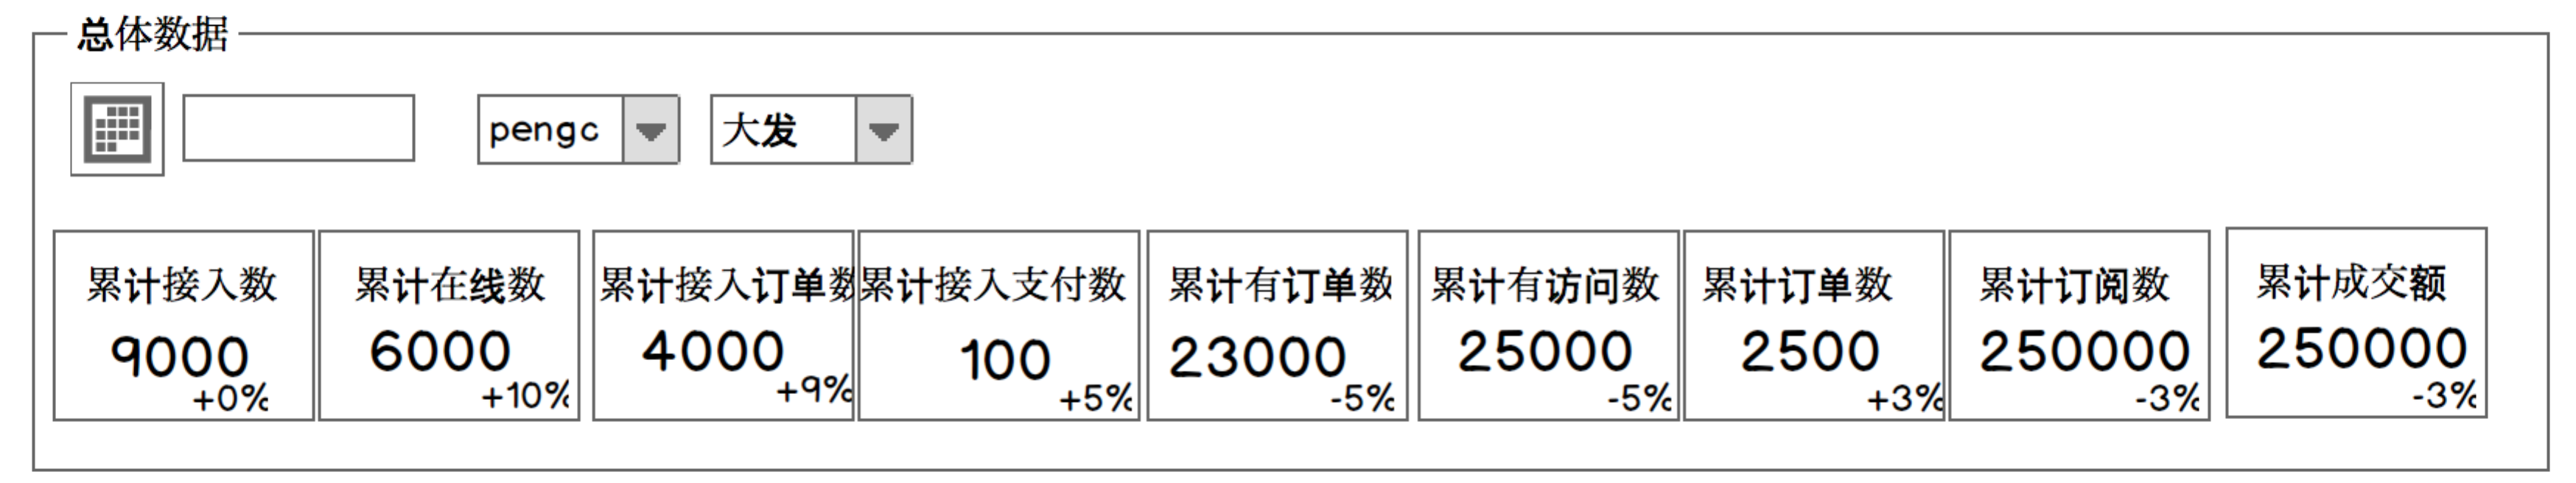 总体数据
pengc
大发
累计接入数
9000
+0%
累计在线数
6000
+10%
累计接入订单数
4000
+9%
累计接入支付数
100
+5%
累计有订单数
23000
-5%
累计有访问数
25000
-5%
累计订单数
2500
+3%
累计订阅数
250000
-3%
累计成交额
250000
-3%